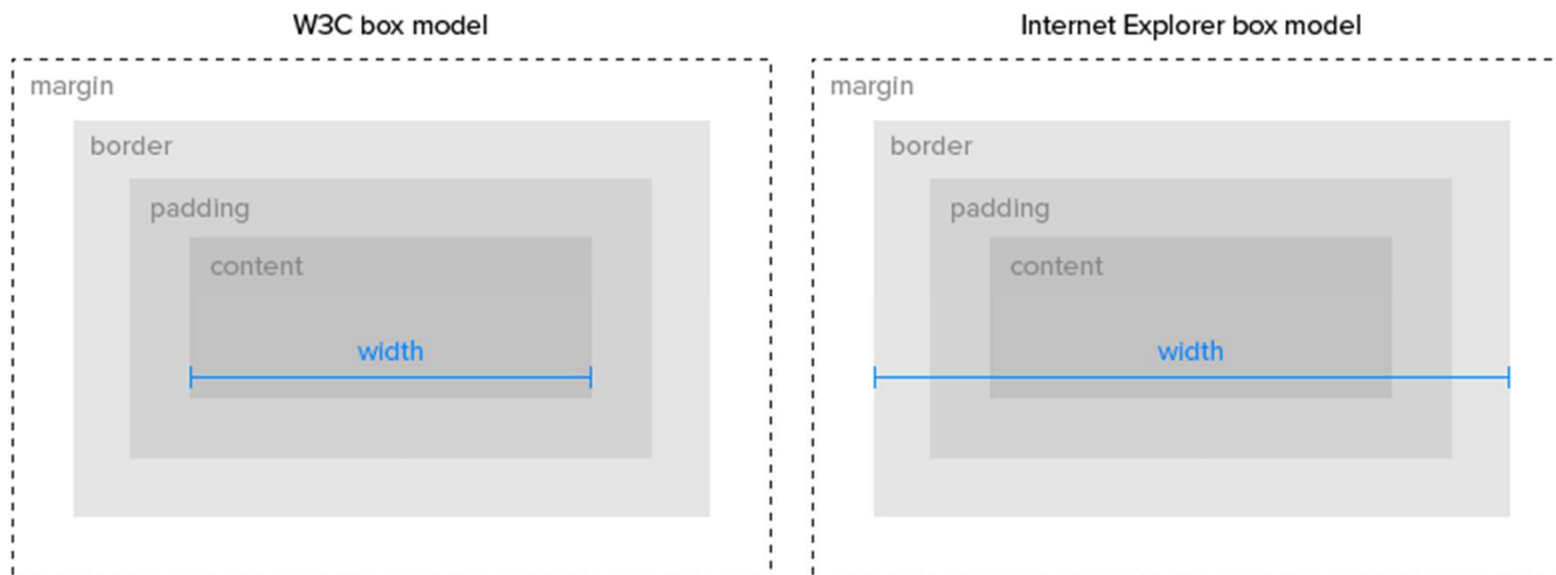 W3C box model
margin
border
padding
content
width
Internet Explorer box model
margin
border
padding
content
width